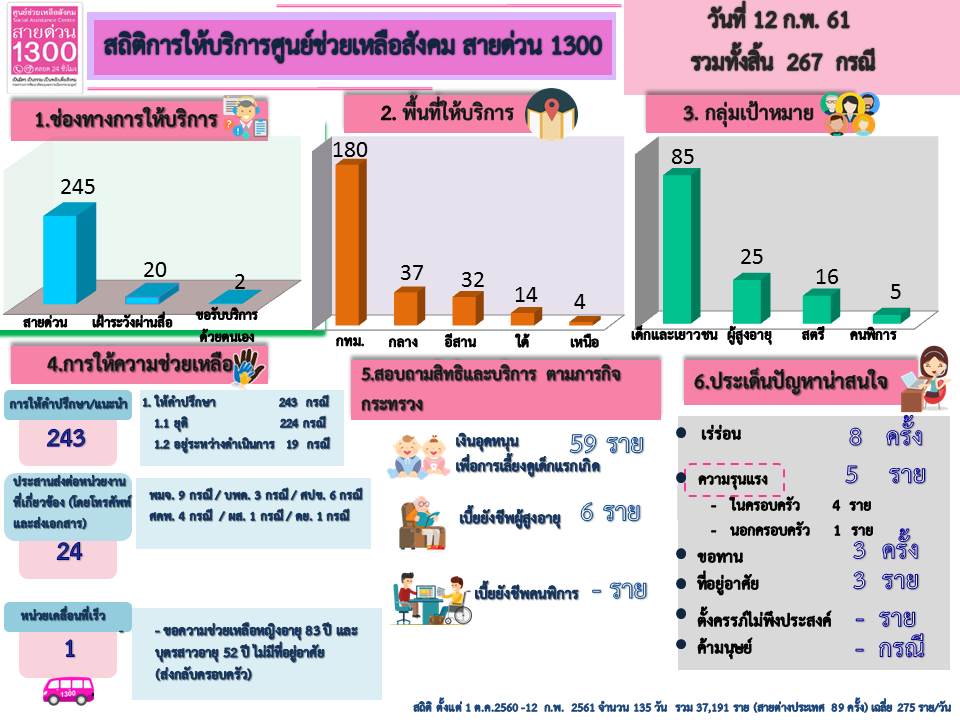 ศูนย์ช่วยเหลือสังคม
Social Assistance Center
สายด่วน
1300
ตลอด 24 ชั่วโมง
สถิติการให้บริการศูนย์ช่วยเหลือสังคม สายด่วน 1300
วันที่ 12 ก.พ. 61
รวมทั้งสิ้น 267 กรณี
1.ช่องทางการให้บริการ
245
20
2
สายด่วน
เฝ้าระวังผ่านสื่อ
ขอรับบริการ
ด้วยตนเอง
2. พื้นที่ให้บริการ
180
37
32
14
4
กทม.
กลาง
อีสาน
ใต้
เหนือ
3. กลุ่มเป้าหมาย
85
25
16
5
เด็กและเยาวชน
ผู้สูงอายุ
สตรี
คนพิการ
4.การให้ความช่วยเหลือ
การให้คำปรึกษา/แนะนำ
243
1. ให้คำปรึกษา 243 กรณี
1.1 ยุติ 224 กรณี
1.2 อยู่ระหว่างดำเนินการ 19 กรณี
ประสานส่งต่อหน่วยงาน
ที่เกี่ยวข้อง (โดยโทรศัพท์
และส่งเอกสาร)
24
พมจ. 9 กรณี / บพด. 3 กรณี / ศปช. 6 กรณี
สคพ. 4 กรณี / ผส. 1 กรณี / ดย. 1 กรณี
หน่วยเคลื่อนที่เร็ว
1
1300
- ขอความช่วยเหลือหญิงอายุ 83 ปี และ
บุตรสาวอายุ 52 ปี ไม่มีที่อยู่อาศัย
(ส่งกลับครอบครัว)
5.สอบถามสิทธิและบริการ ตามภารกิจ
กระทรวง
เงินอุดหนุน 59 ราย
เพื่อการเลี้ยงดูเด็กแรกเกิด
เบี้ยยังชีพผู้สูงอายุ 6 ราย
เบี้ยยังชีพคนพิการ - ราย
6.ประเด็นปัญหาน่าสนใจ
• เร่ร่อน 8 ครั้ง
• ความรุนแรง 5 ราย
- ในครอบครัว 4 ราย
- นอกครอบครัว 1 ราย
• ขอทาน 3 ครั้ง
• ที่อยู่อาศัย 3 ราย
• ตั้งครรภ์ไม่พึงประสงค์ - ราย
• ค้ามนุษย์ - กรณี
สถิติ ตั้งแต่ 1 ต.ค.2560 -12 ก.พ. 2561 จำนวน 135 วัน รวม 37,191 ราย (สายต่างประเทศ 89 ครั้ง) เฉลี่ย 275 ราย/วัน